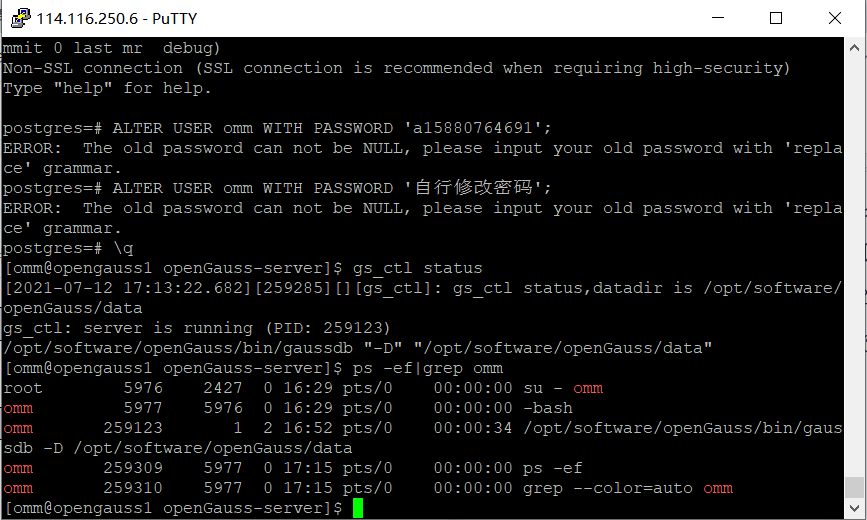 114.116.250.6 - PuTTY
mmit 0 last mr  debug)
Non-SSL connection (SSL connection is recommended when requiring high-security)
Type "help" for help.
postgres=# ALTER USER omm WITH PASSWORD 'a15880764691';
ERROR:  The old password can not be NULL, please input your old password with 'repla
ce' grammar.
postgres=# ALTER USER omm WITH PASSWORD '自行修改密码';
ERROR:  The old password can not be NULL, please input your old password with 'repla
ce' grammar.
postgres=# \q
[omm@opengauss1 openGauss-server]$ gs_ctl status
[2021-07-12 17:13:22.682][259285][][gs_ctl]: gs_ctl status,datadir is /opt/software/
openGauss/data
gs_ctl: server is running (PID: 259123)
/opt/software/openGauss/bin/gaussdb "-D" "/opt/software/openGauss/data"
[omm@opengauss1 openGauss-server]$ ps -ef|grep omm
root        5976    2427  0 16:29 pts/0    00:00:00 su - omm
omm         5977    5976  0 16:29 pts/0    00:00:00 -bash
omm       259123       1  2 16:52 pts/0    00:00:34 /opt/software/openGauss/bin/gaus
sdb -D /opt/software/openGauss/data
omm       259309    5977  0 17:15 pts/0    00:00:00 ps -ef
omm       259310    5977  0 17:15 pts/0    00:00:00 grep --color=auto omm
[omm@opengauss1 openGauss-server]$